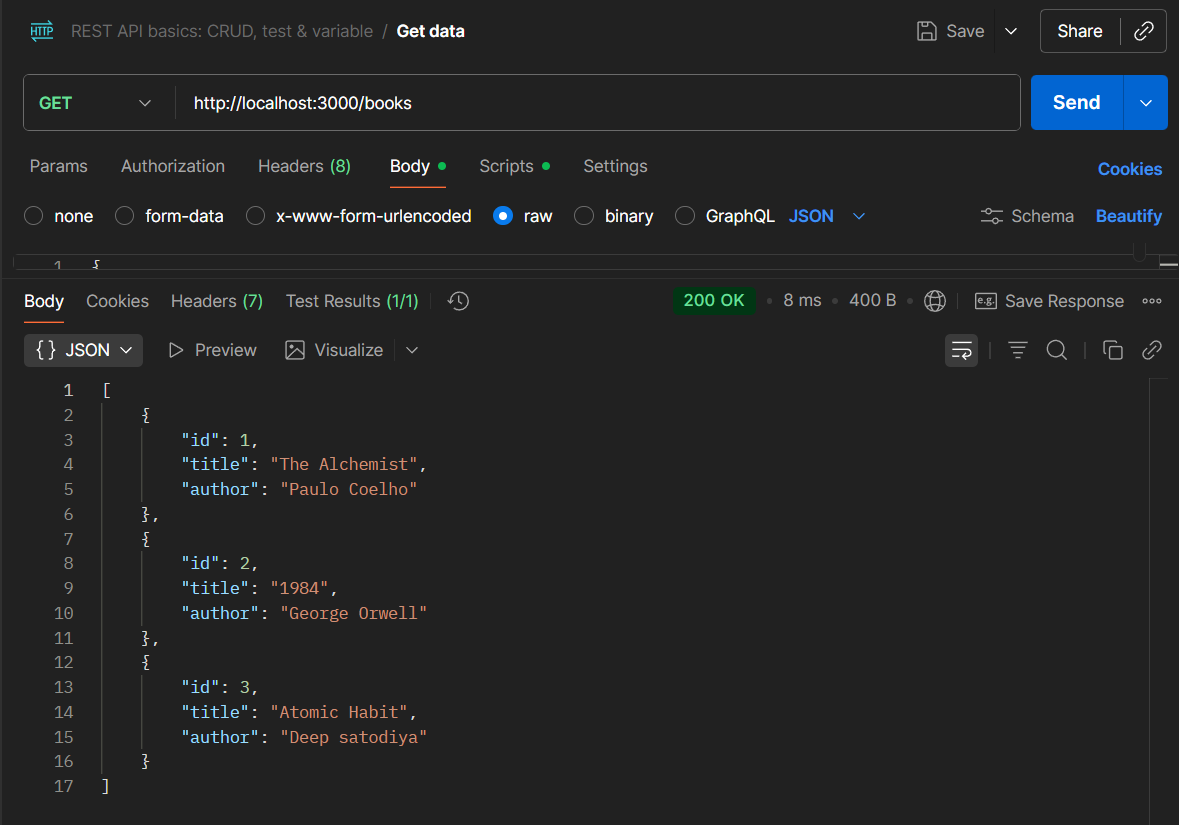 HTTP REST API basics: CRUD, test & variable / Get data Save Share
GET http://localhost:3000/books Send
Params Authorization Headers (8) Body Scripts Settings Cookies
none form-data x-www-form-urlencoded raw binary GraphQL JSON Schema Beautify
1 {
Body Cookies Headers (7) Test Results (1/1) 200 OK 8 ms 400 B e.g. Save Response
{} JSON Preview Visualize
1 [
2 {
3 "id": 1,
4 "title": "The Alchemist",
5 "author": "Paulo Coelho"
6 },
7 {
8 "id": 2,
9 "title": "1984",
10 "author": "George Orwell"
11 },
12 {
13 "id": 3,
14 "title": "Atomic Habit",
15 "author": "Deep satodiya"
16 }
17 ]